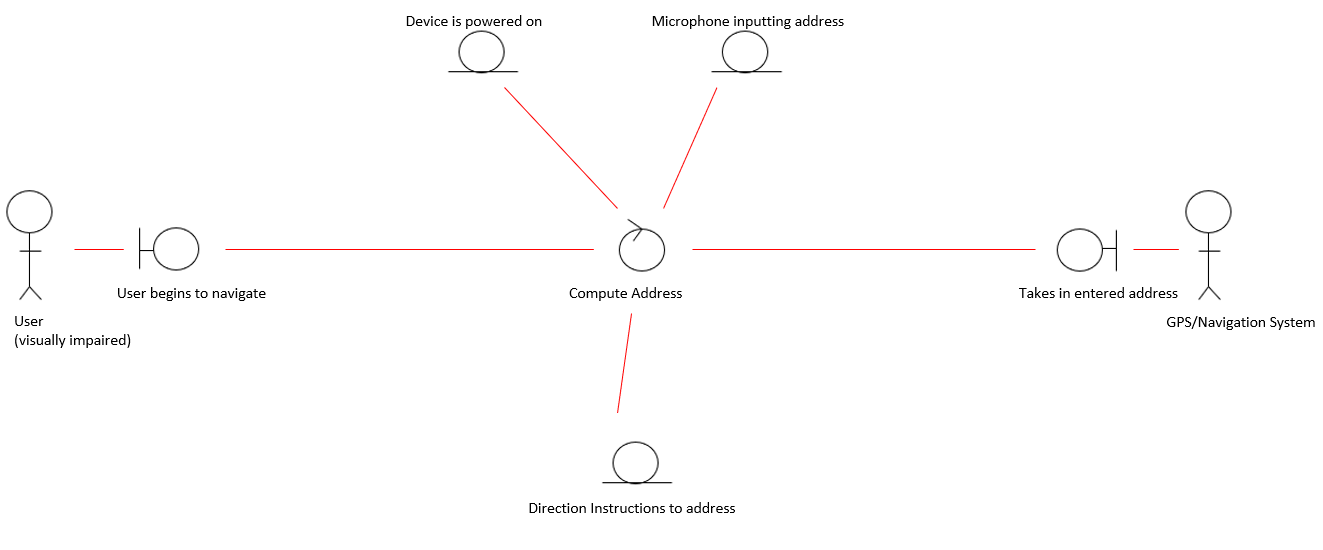 Device is powered on
Microphone inputting address
User begins to navigate
Compute Address
Takes in entered address
User
(visually impaired)
GPS/Navigation System
Direction Instructions to address